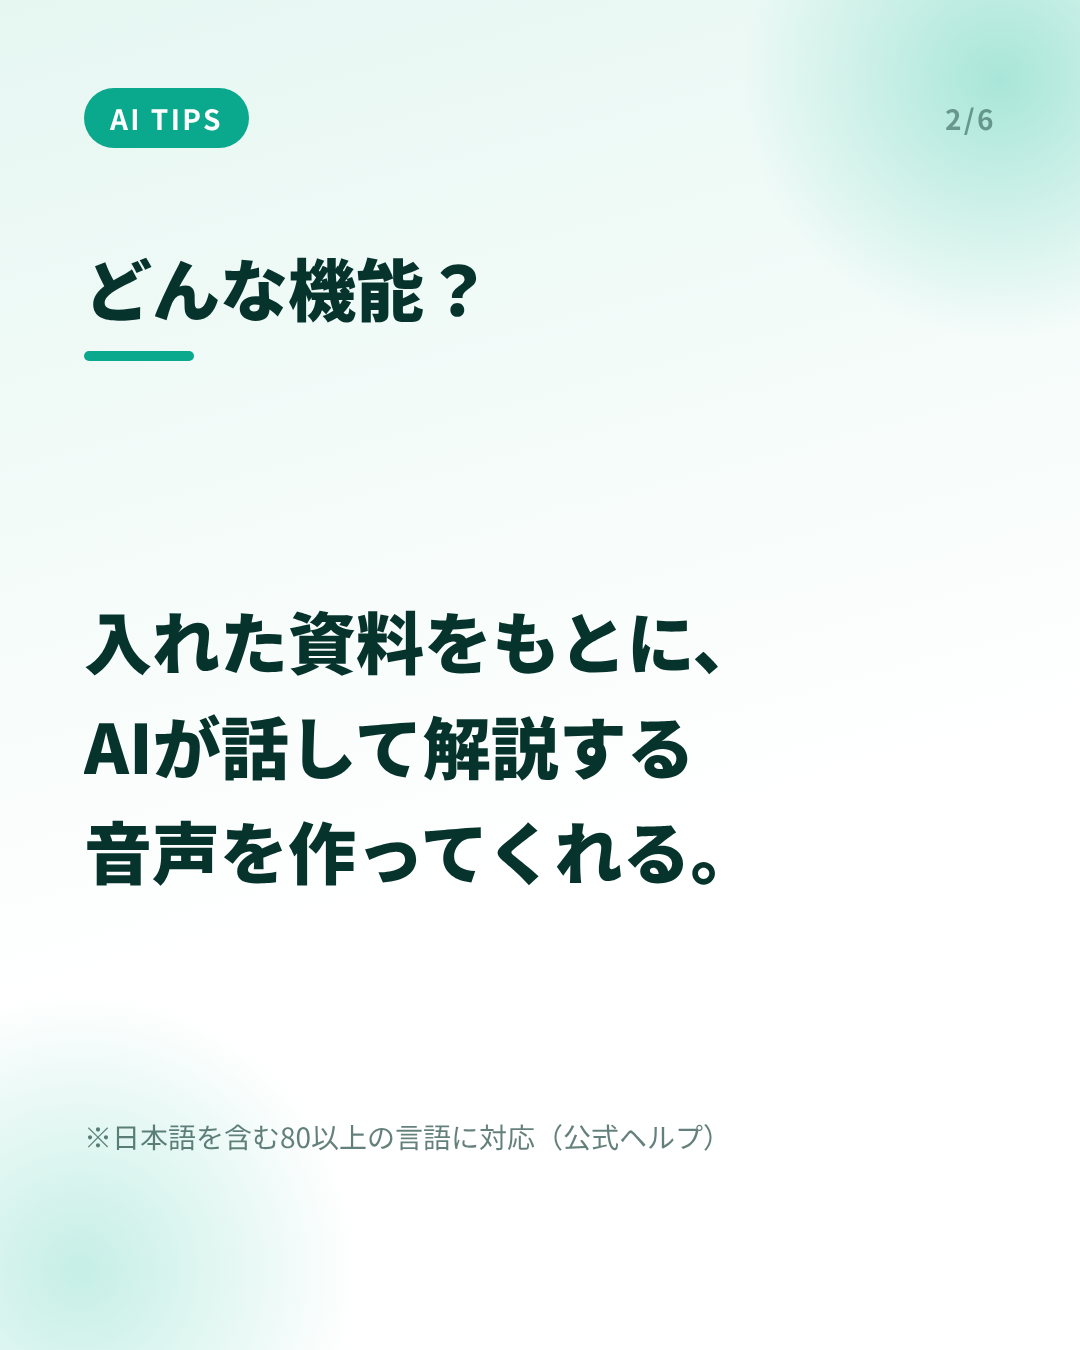 AI TIPS
2/6
どんな機能？
入れた資料をもとに、
AIが話して解説する
音声を作ってくれる。
※日本語を含む80以上の言語に対応（公式ヘルプ）